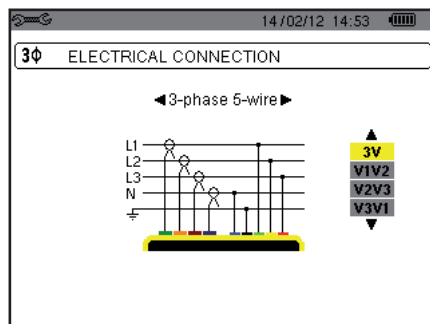 14/02/12 14:53
3Φ ELECTRICAL CONNECTION
◄3-phase 5-wire►
L1
L2
L3
N
3V
V1V2
V2V3
V3V1